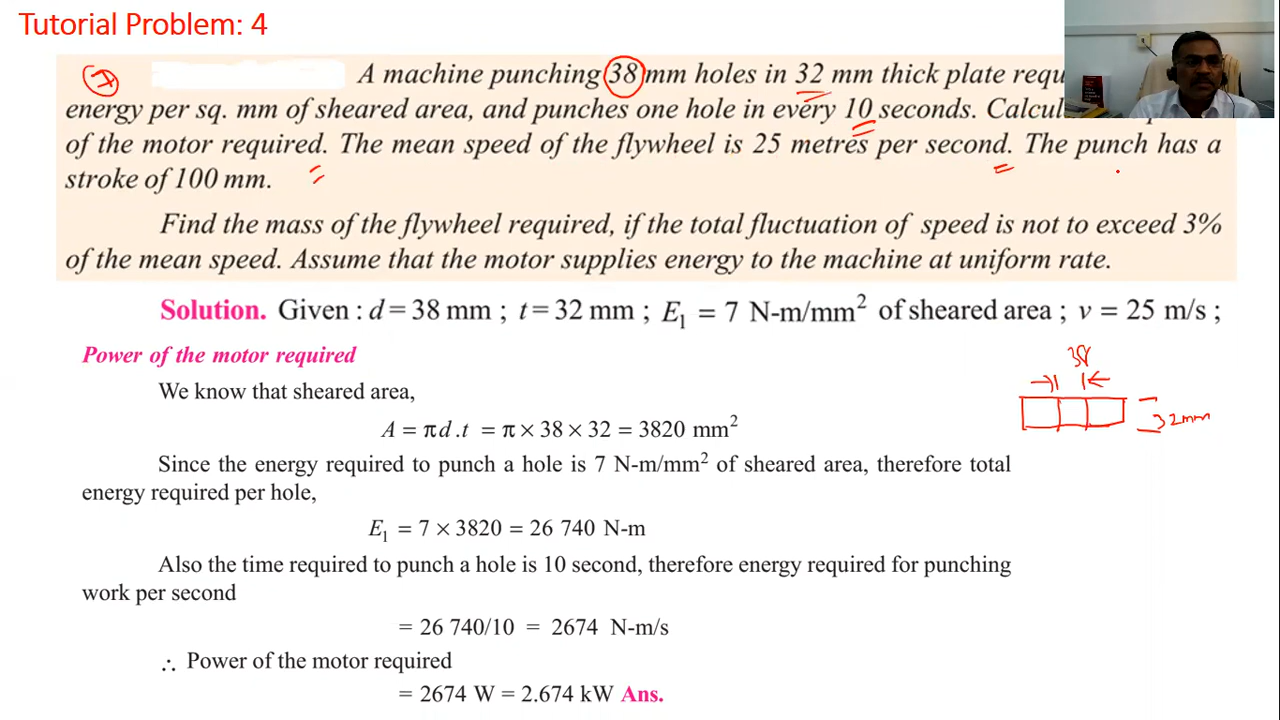 Tutorial Problem: 4
A machine punching 38 mm holes in 32 mm thick plate requ
energy per sq. mm of sheared area, and punches one hole in every 10 seconds. Calcul
of the motor required. The mean speed of the flywheel is 25 metres per second. The punch has a
stroke of 100 mm.
Find the mass of the flywheel required, if the total fluctuation of speed is not to exceed 3%
of the mean speed. Assume that the motor supplies energy to the machine at uniform rate.
Solution. Given : d = 38 mm ; t = 32 mm ; E₁ = 7 N-m/mm² of sheared area ; v = 25 m/s ;
Power of the motor required
38
We know that sheared area,
32mm
A = πd.t = π × 38 × 32 = 3820 mm²
Since the energy required to punch a hole is 7 N-m/mm² of sheared area, therefore total
energy required per hole,
E₁ = 7 × 3820 = 26 740 N-m
Also the time required to punch a hole is 10 second, therefore energy required for punching
work per second
= 26 740/10 = 2674 N-m/s
∴ Power of the motor required
= 2674 W = 2.674 kW Ans.